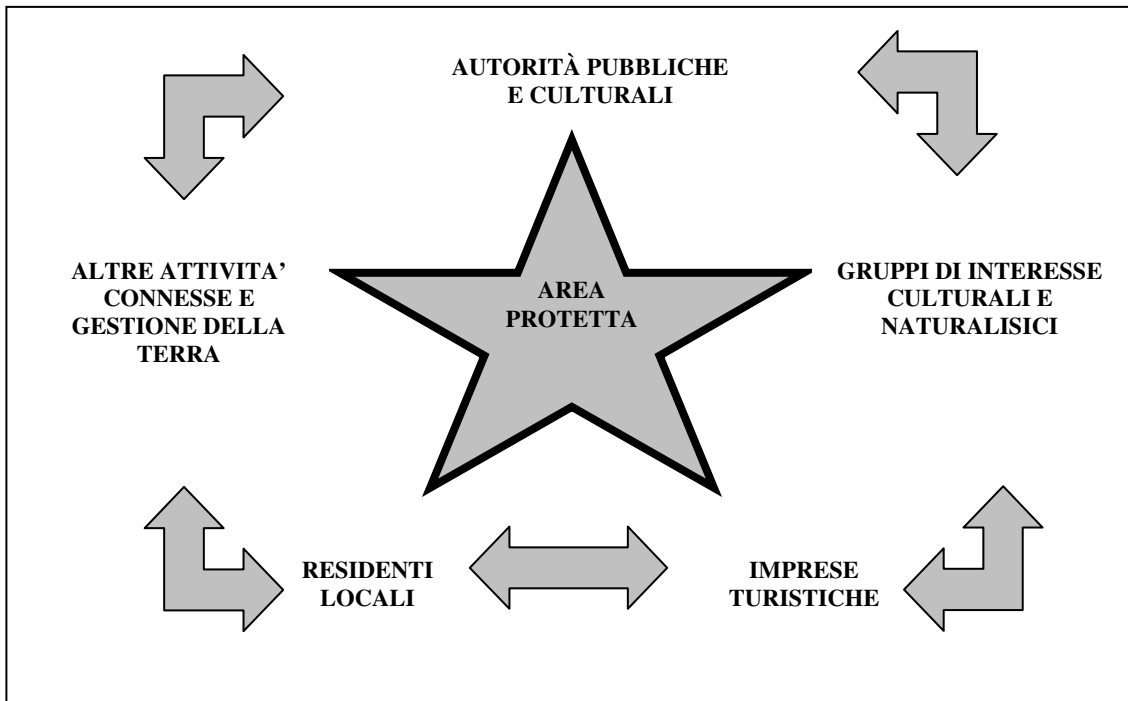 AUTORITÀ PUBBLICHE
E CULTURALI
ALTRE ATTIVITA’
CONNESSE E
GESTIONE DELLA
TERRA
AREA
PROTETTA
GRUPPI DI INTERESSE
CULTURALI E
NATURALISICI
RESIDENTI
LOCALI
IMPRESE
TURISTICHE